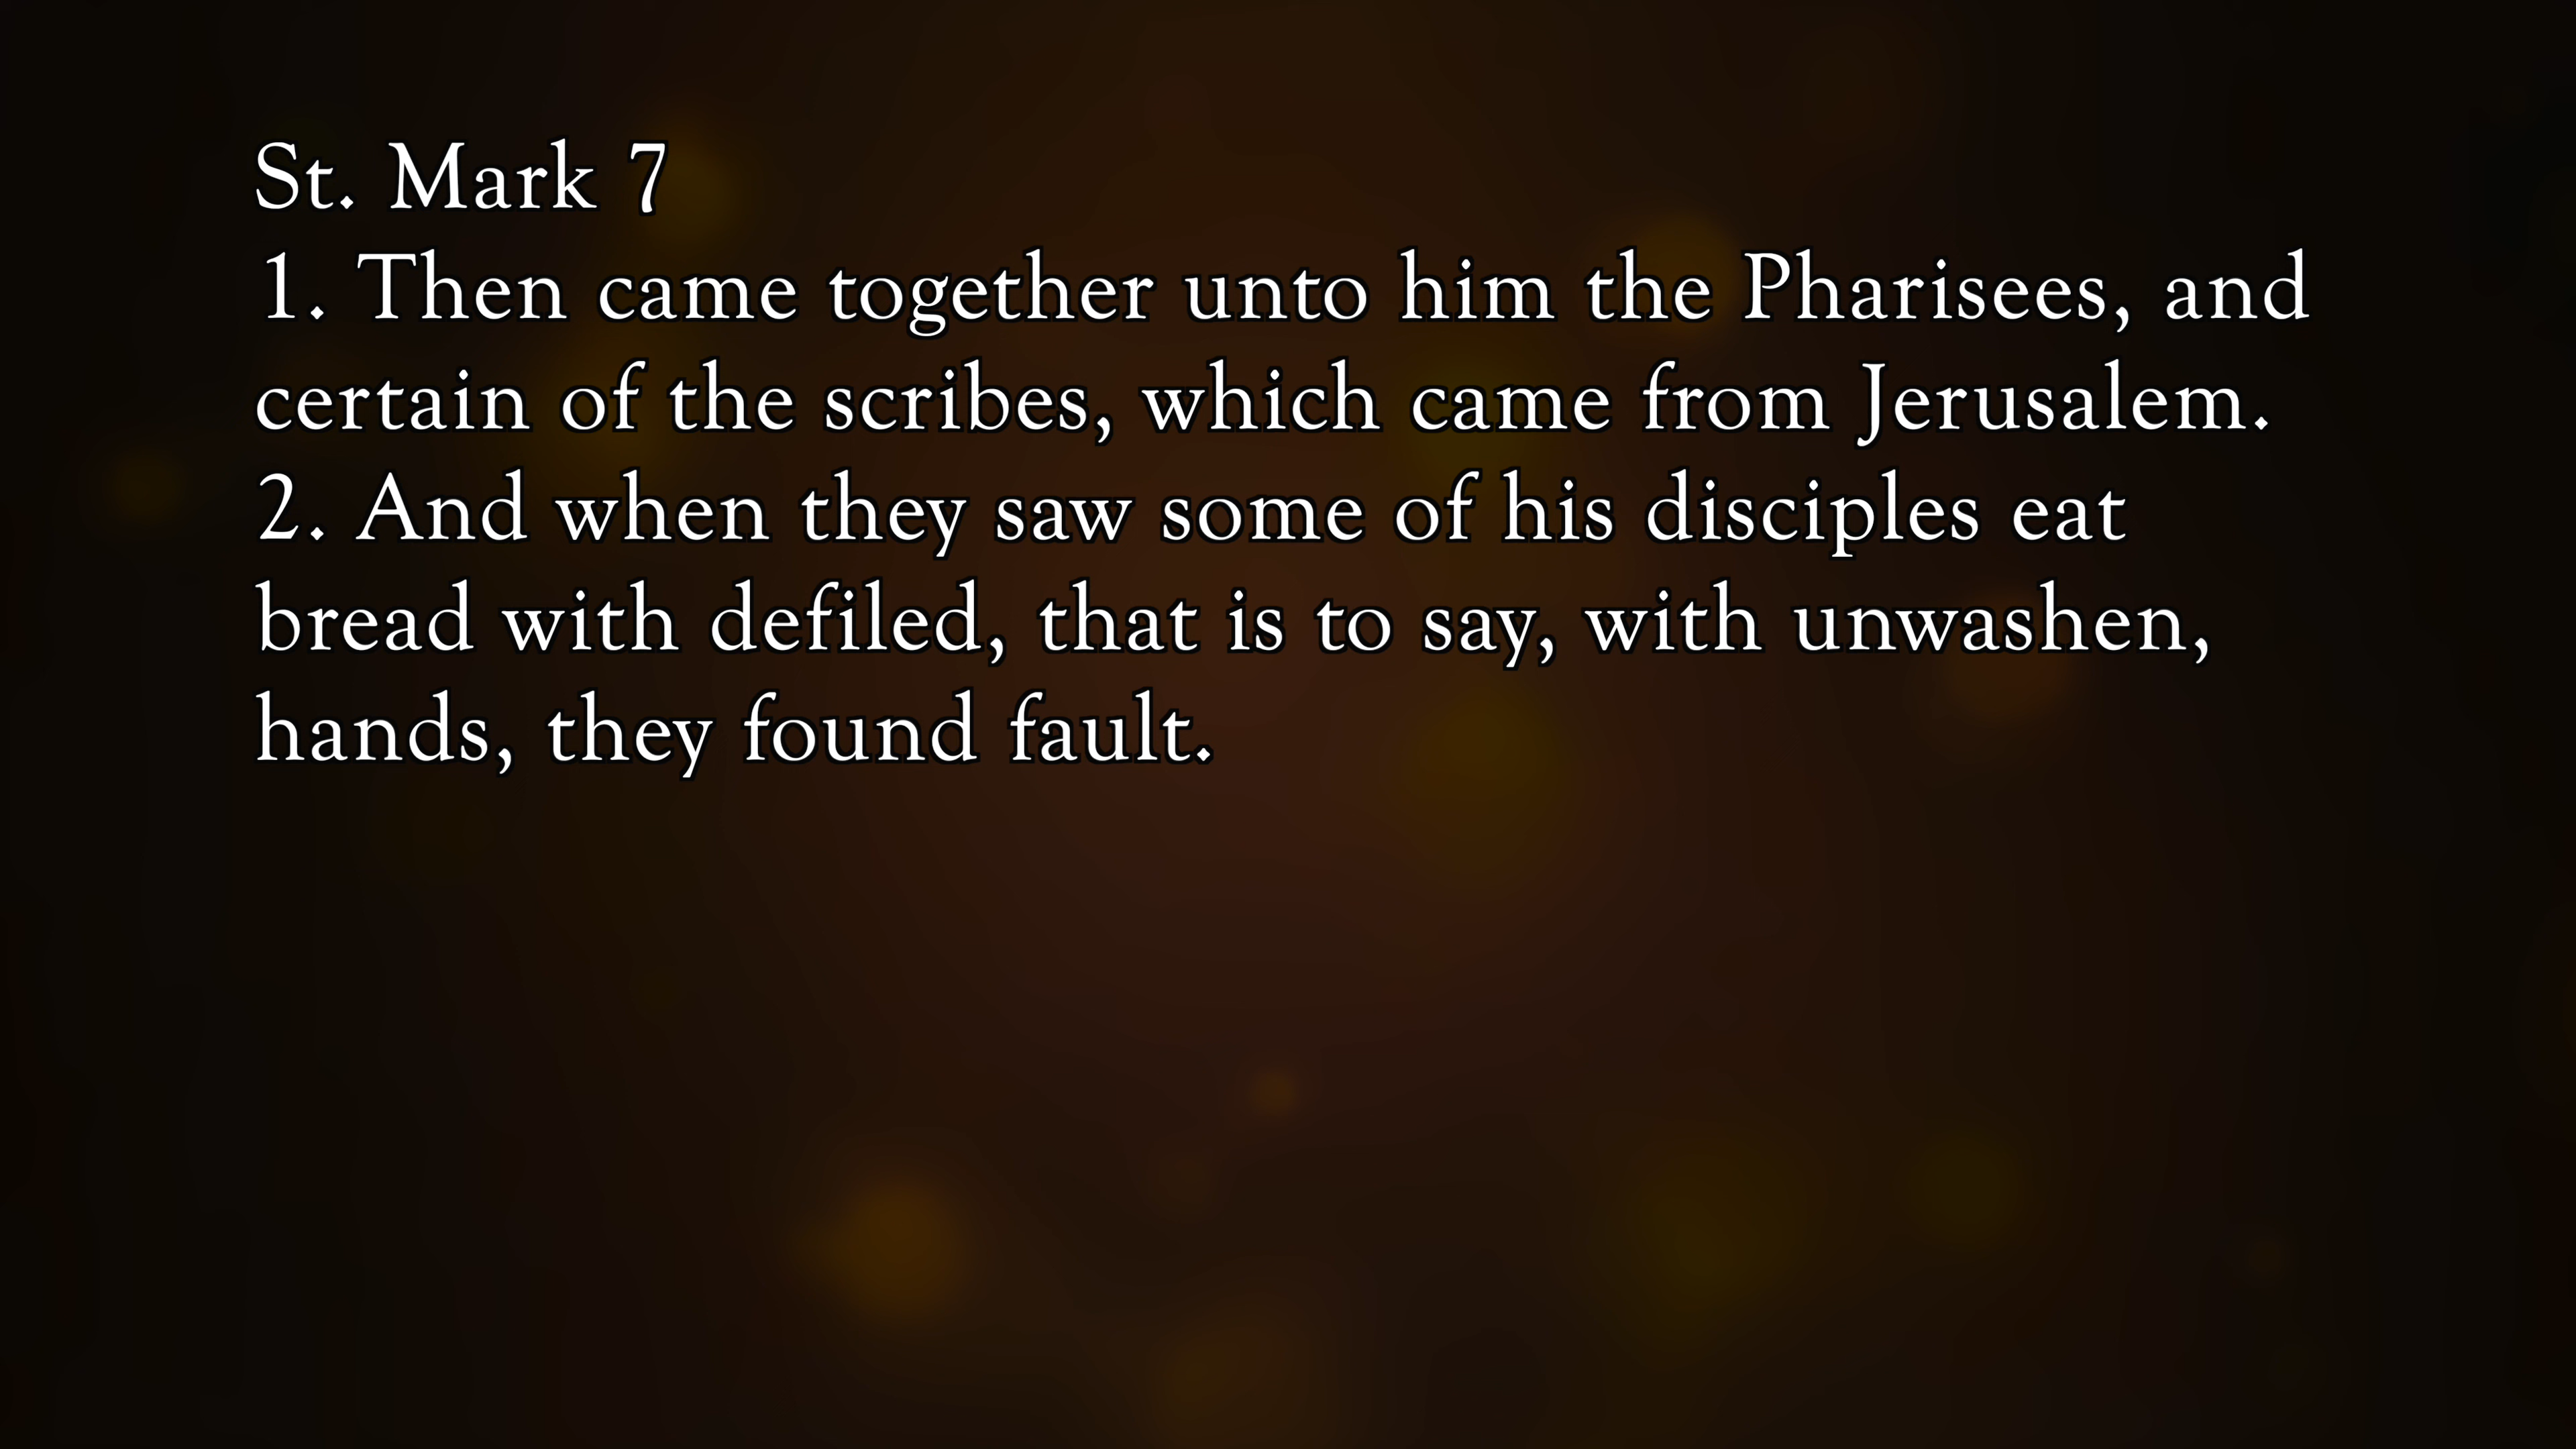 St. Mark 7
1. Then came together unto him the Pharisees, and
certain of the scribes, which came from Jerusalem.
2. And when they saw some of his disciples eat
bread with defiled, that is to say, with unwashen,
hands, they found fault.